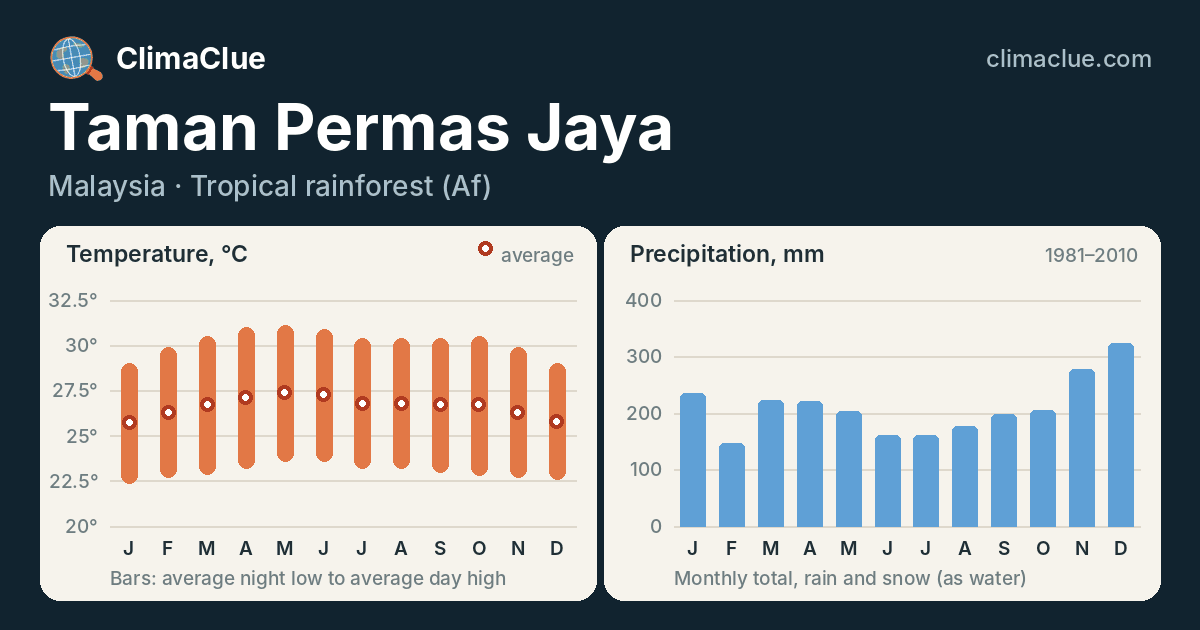 ClimaClue
climaclue.com
Taman Permas Jaya
Malaysia · Tropical rainforest (Af)
Temperature, °C
average
32.5°
30°
27.5°
25°
22.5°
20°
J F M A M J J A S O N D
Bars: average night low to average day high
Precipitation, mm
1981–2010
400
300
200
100
0
J F M A M J J A S O N D
Monthly total, rain and snow (as water)